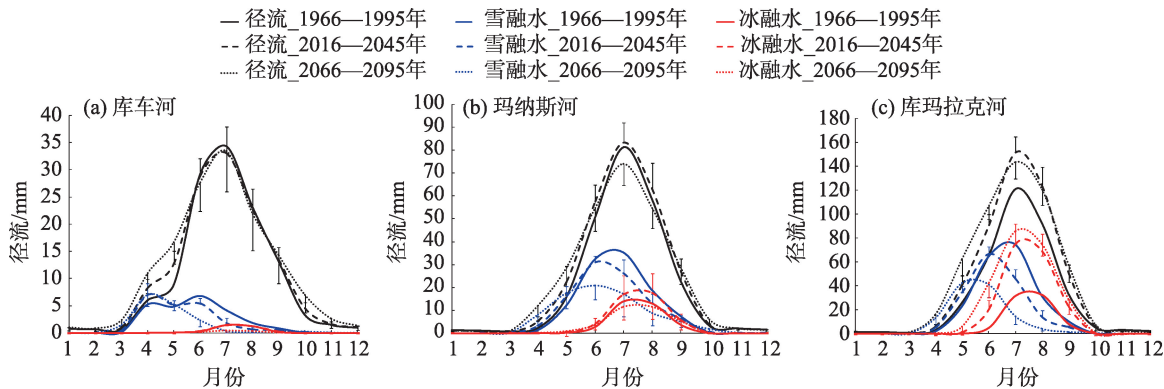 径流_1966—1995年 雪融水_1966—1995年 冰融水_1966—1995年
径流_2016—2045年 雪融水_2016—2045年 冰融水_2016—2045年
径流_2066—2095年 雪融水_2066—2095年 冰融水_2066—2095年
(a) 库车河
40
35
30
25
20
15
10
5
0
径流/mm
1 2 3 4 5 6 7 8 9 10 11 12
月份
(b) 玛纳斯河
100
90
80
70
60
50
40
30
20
10
0
径流/mm
1 2 3 4 5 6 7 8 9 10 11 12
月份
(c) 库玛拉克河
180
160
140
120
100
80
60
40
20
0
径流/mm
1 2 3 4 5 6 7 8 9 10 11 12
月份